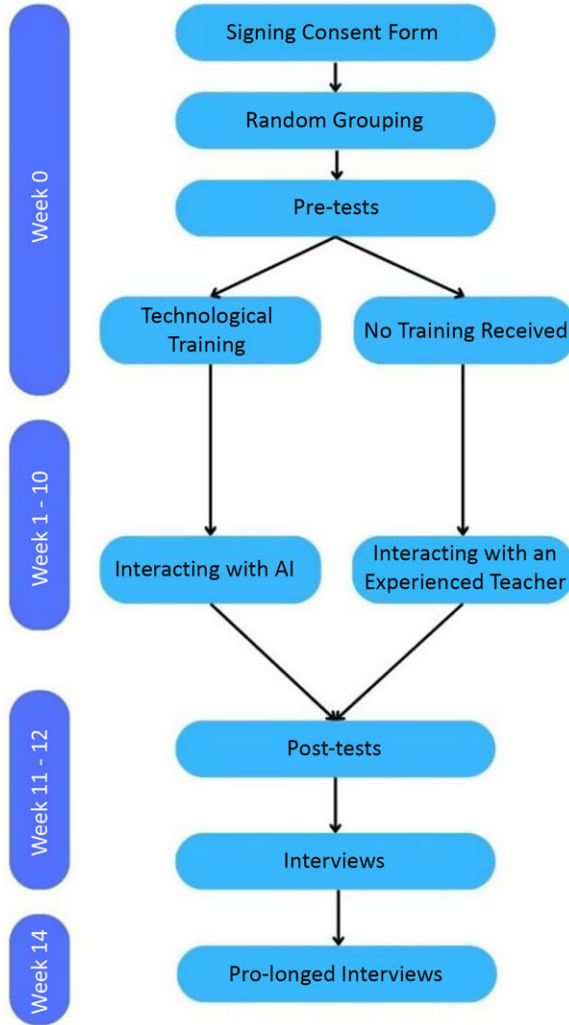 Signing Consent Form
Random Grouping
Pre-tests
Week 0
Technological
Training
No Training Received
Week 1 - 10
Interacting with AI
Interacting with an
Experienced Teacher
Week 11 - 12
Post-tests
Interviews
Week 14
Pro-longed Interviews